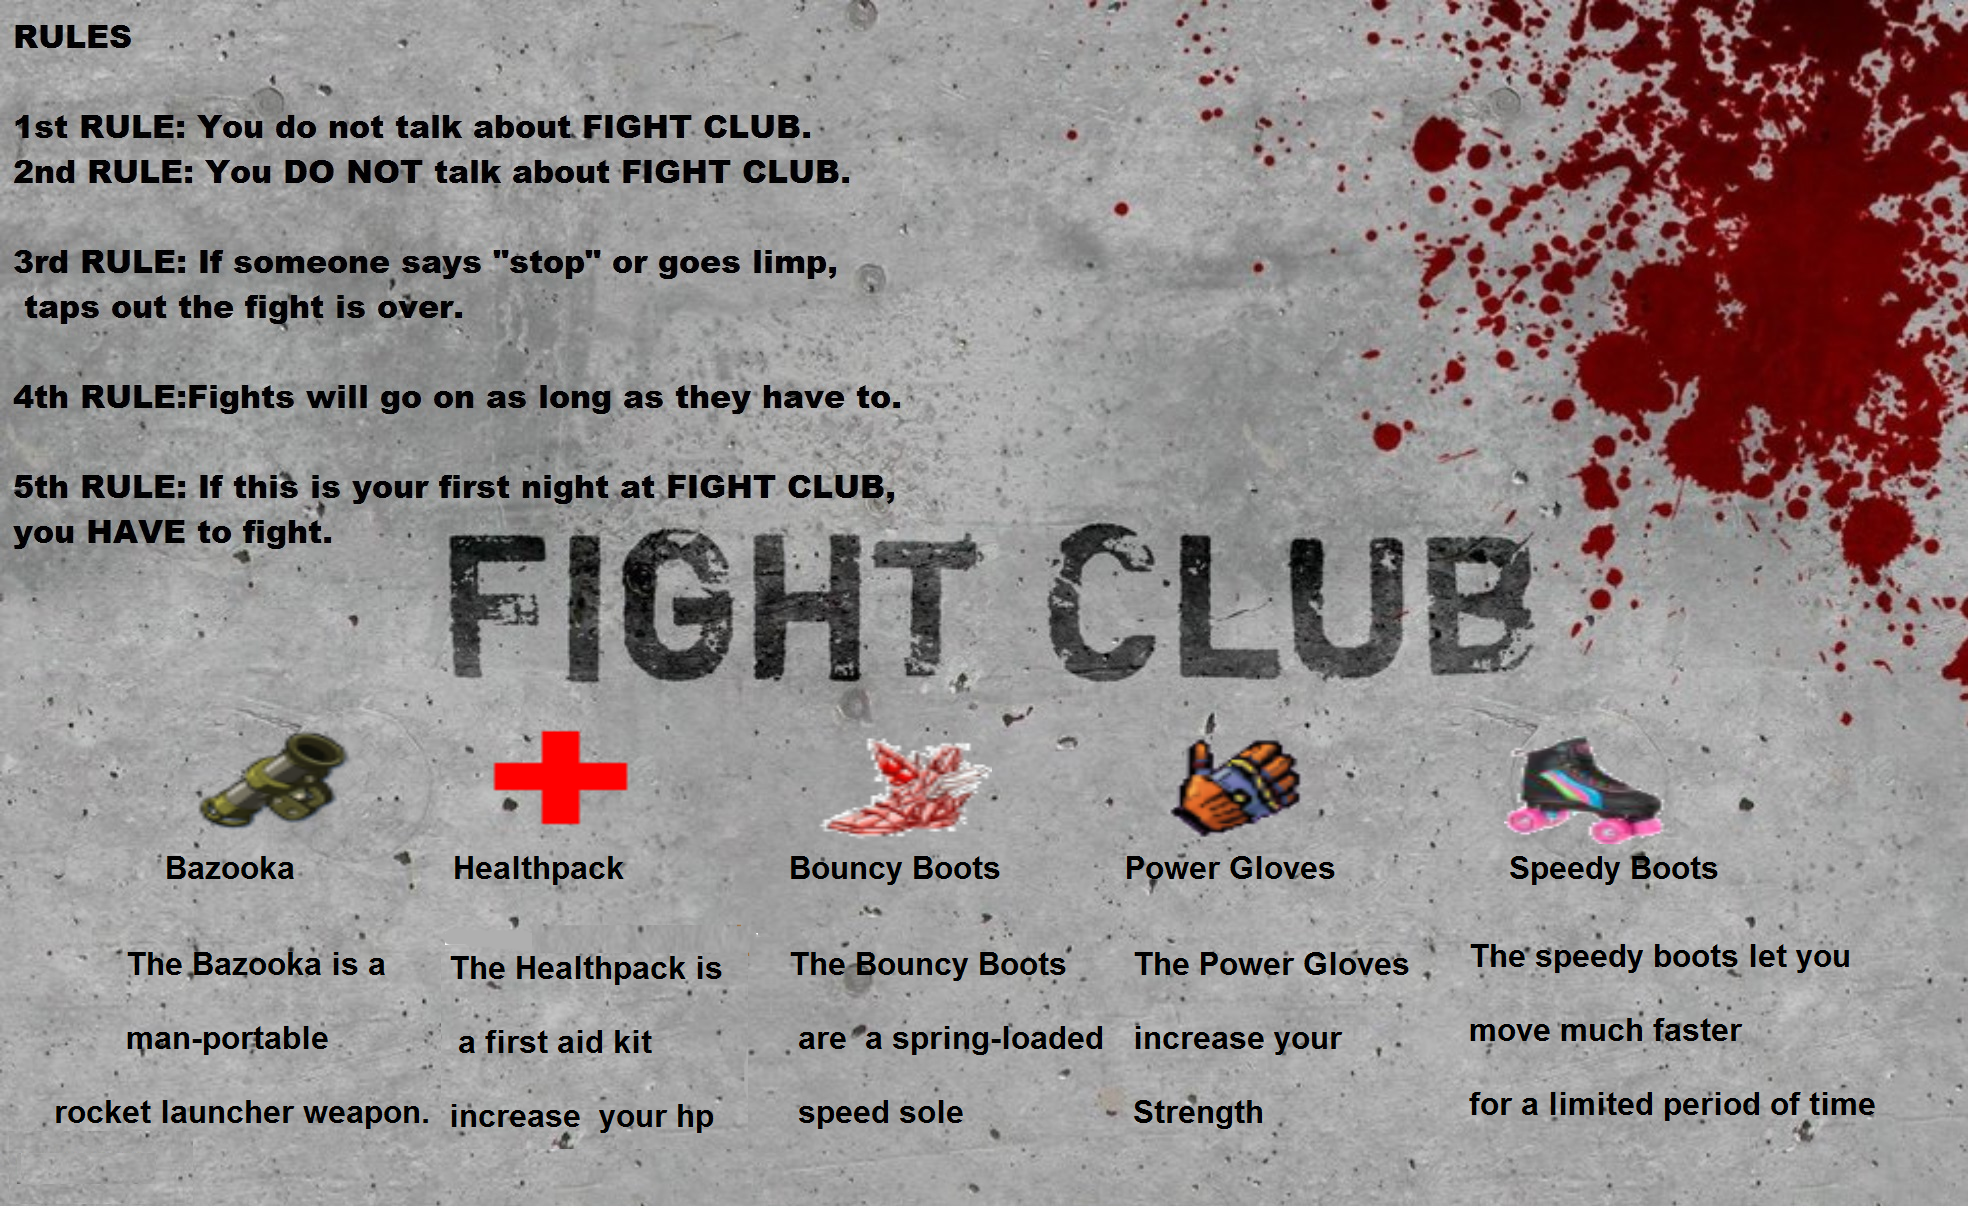 RULES
1st RULE: You do not talk about FIGHT CLUB.
2nd RULE: You DO NOT talk about FIGHT CLUB.
3rd RULE: If someone says "stop" or goes limp,
taps out the fight is over.
4th RULE:Fights will go on as long as they have to.
5th RULE: If this is your first night at FIGHT CLUB,
you HAVE to fight.
FIGHT CLUB
Bazooka
The Bazooka is a
man-portable
rocket launcher weapon.
Healthpack
The Healthpack is
a first aid kit
increase your hp
Bouncy Boots
The Bouncy Boots
are a spring-loaded
speed sole
Power Gloves
The Power Gloves
increase your
Strength
Speedy Boots
The speedy boots let you
move much faster
for a limited period of time